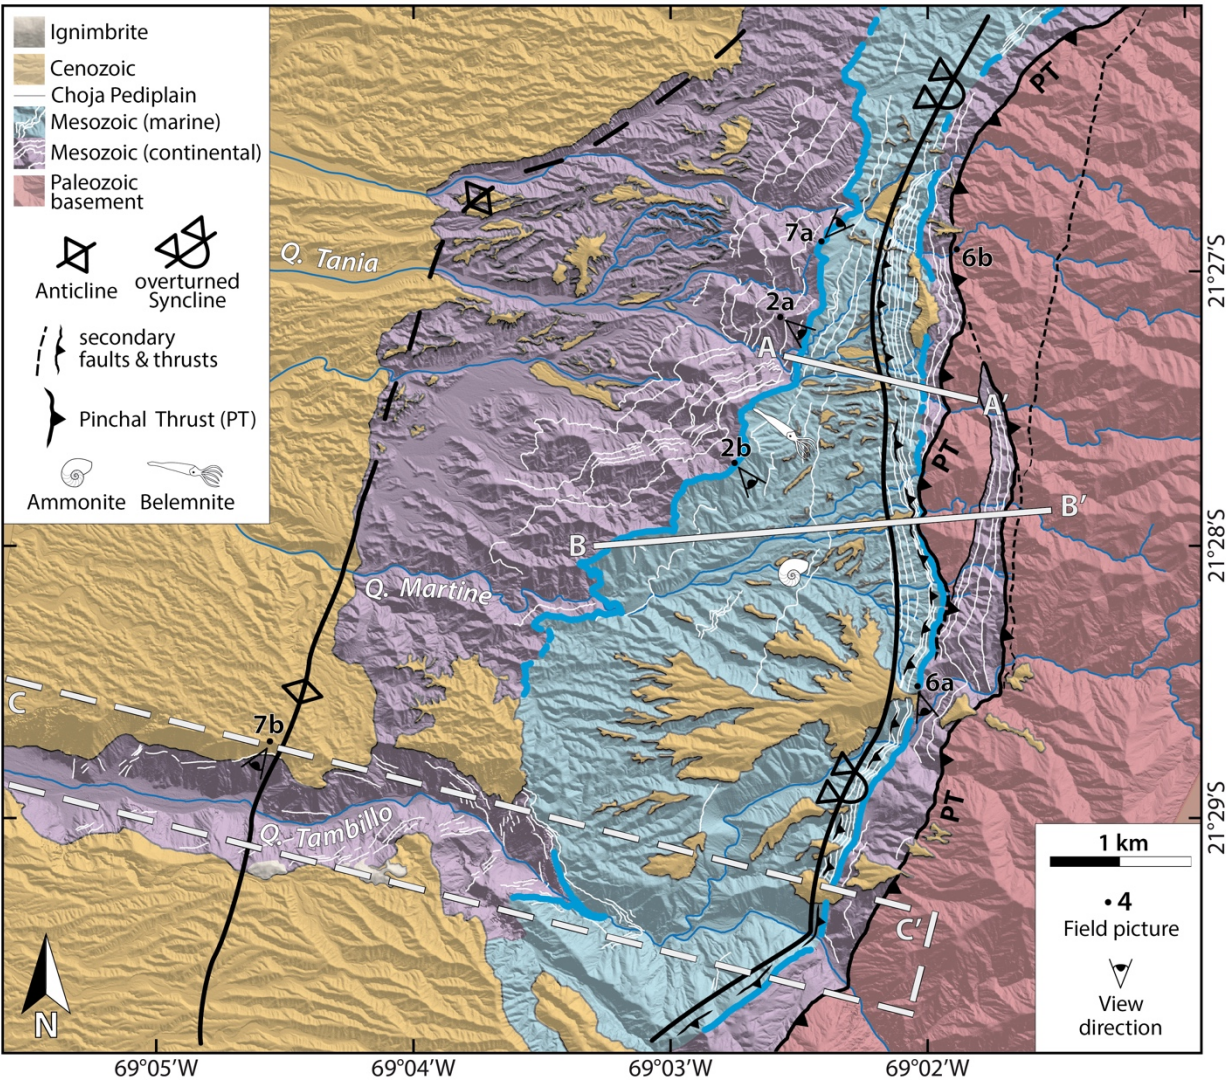 Ignimbrite
Cenozoic
Choja Pediplain
Mesozoic (marine)
Mesozoic (continental)
Paleozoic
basement
Anticline
overturned
Syncline
secondary
faults & thrusts
Pinchal Thrust (PT)
Ammonite Belemnite
PT
Q. Tania
7a
6b
2a
A
A'
PT
2b
B
B'
Q. Martine
6a
C
7b
PT
Q. Tambillo
C'
21°27'S
21°28'S
21°29'S
1 km
4
Field picture
View
direction
N
69°05'W 69°04'W 69°03'W 69°02'W